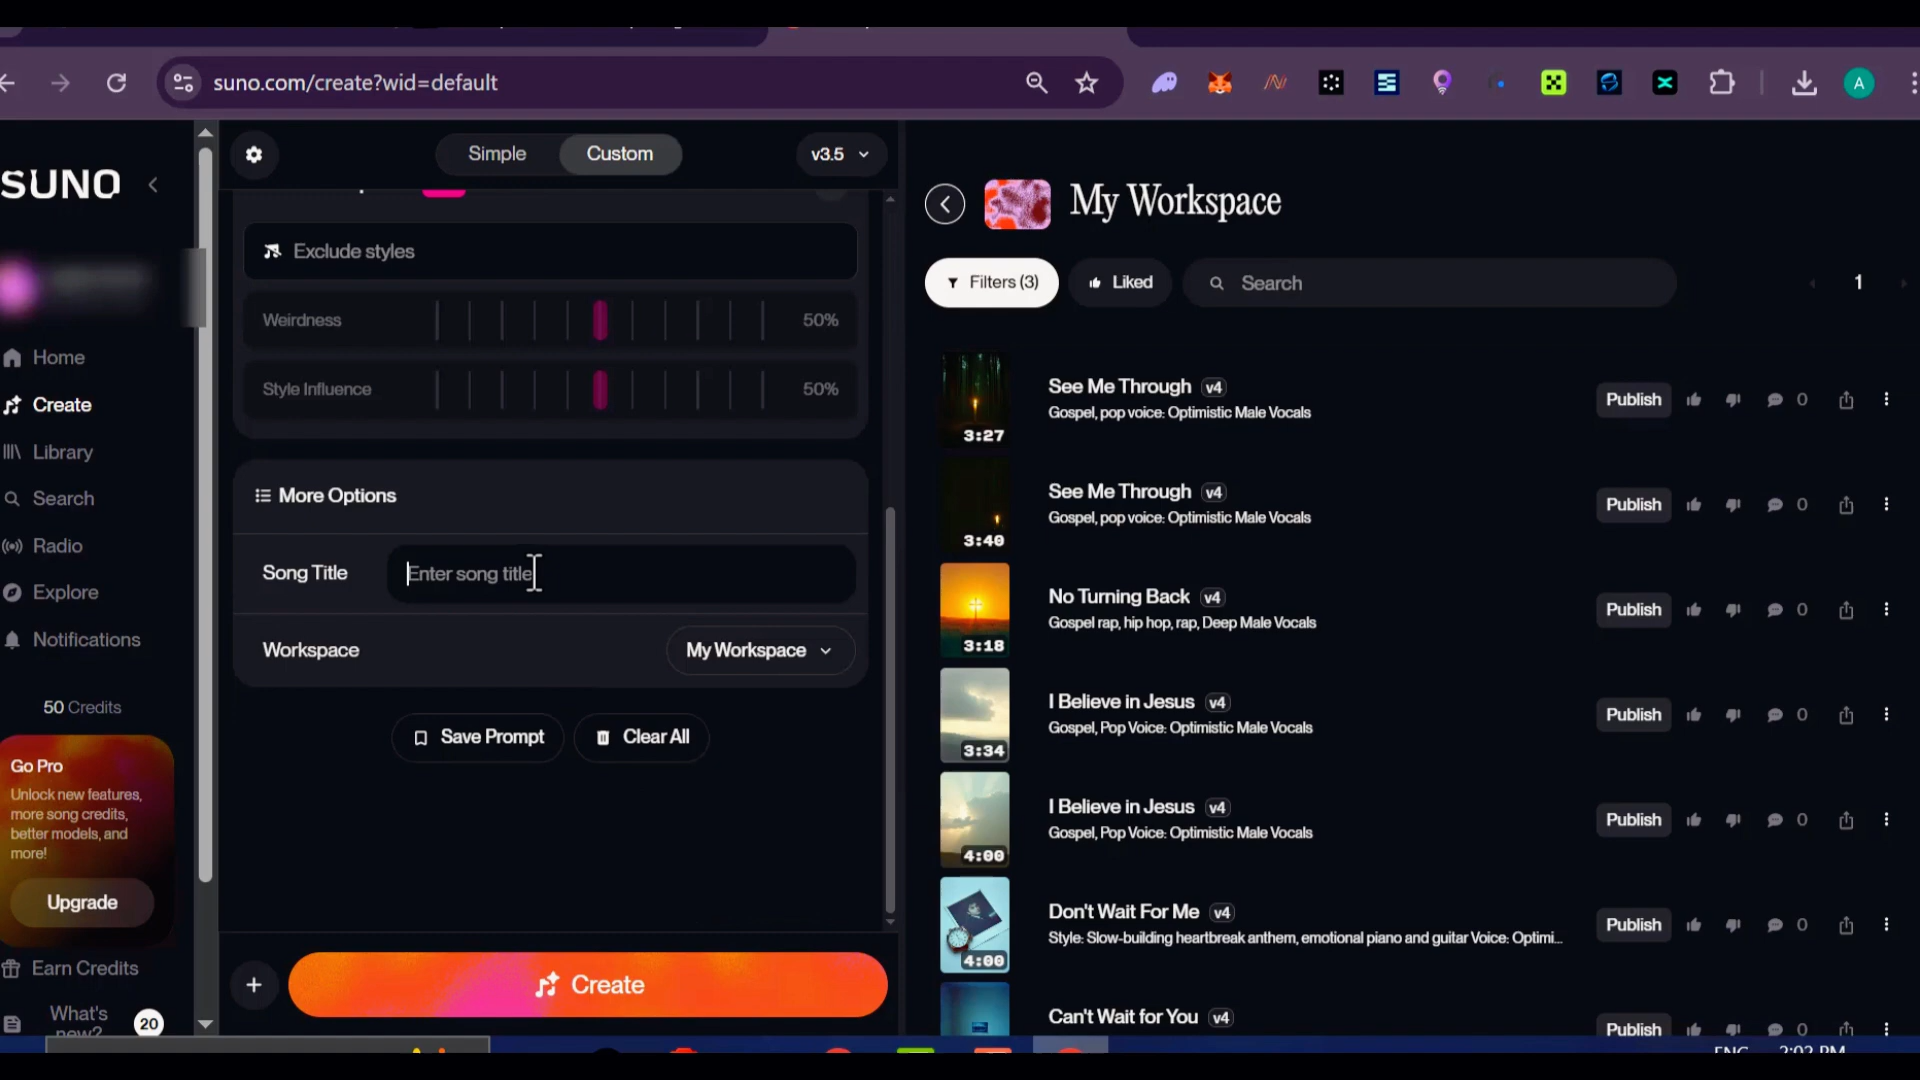 suno.com/create?wid=default
A
SUNO
Home
Create
Library
Search
Radio
Explore
Notifications
50 Credits
Go Pro
Unlock new features,
more song credits,
better models, and
more!
Upgrade
Earn Credits
What's
new?
20
Simple
Custom
v3.5
Exclude styles
Weirdness
50%
Style Influence
50%
More Options
Song Title
Enter song title
Workspace
My Workspace
Save Prompt
Clear All
Create
My Workspace
Filters (3)
Liked
Search
1
3:27
See Me Through v4
Gospel, pop voice: Optimistic Male Vocals
Publish
0
3:40
See Me Through v4
Gospel, pop voice: Optimistic Male Vocals
Publish
0
3:18
No Turning Back v4
Gospel rap, hip hop, rap, Deep Male Vocals
Publish
0
3:34
I Believe in Jesus v4
Gospel, Pop Voice: Optimistic Male Vocals
Publish
0
4:00
I Believe in Jesus v4
Gospel, Pop Voice: Optimistic Male Vocals
Publish
0
4:00
Don't Wait For Me v4
Style: Slow-building heartbreak anthem, emotional piano and guitar Voice: Optimi...
Publish
0
Can't Wait for You v4
Publish
0
ENG
2:02 PM